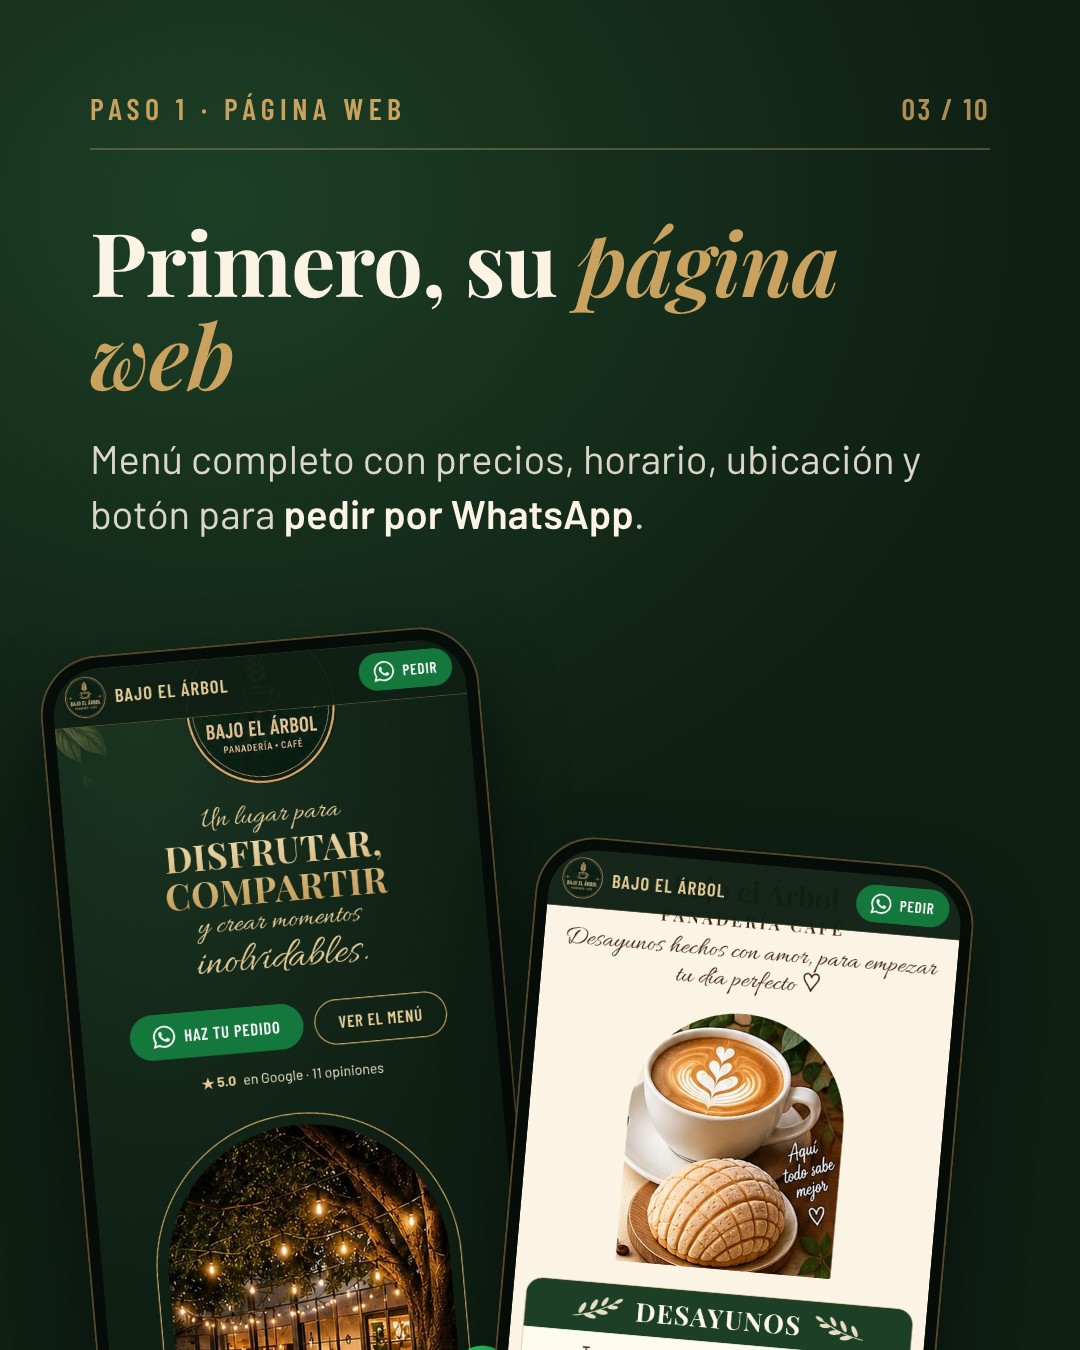 PASO 1 · PÁGINA WEB
03 / 10
Primero, su página
web
Menú completo con precios, horario, ubicación y
botón para pedir por WhatsApp.
BAJO EL ÁRBOL
PEDIR
BAJO EL ÁRBOL
PANADERÍA • CAFÉ
Un lugar para
DISFRUTAR,
COMPARTIR
y crear momentos
inolvidables.
HAZ TU PEDIDO
VER EL MENÚ
★ 5.0 en Google · 11 opiniones
BAJO EL ÁRBOL
PEDIR
PANADERÍA CAFÉ
Desayunos hechos con amor, para empezar
tu día perfecto ♡
Aquí
todo sabe
mejor
♡
DESAYUNOS